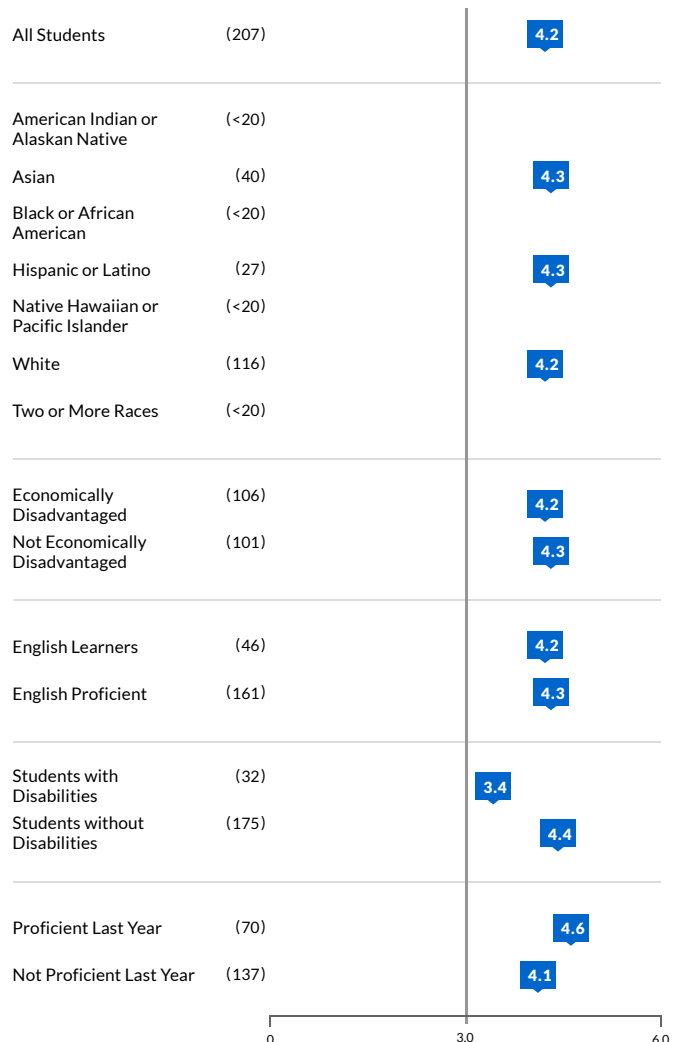 All Students (207) 4.2
American Indian or (<20)
Alaskan Native
Asian (40) 4.3
Black or African (<20)
American
Hispanic or Latino (27) 4.3
Native Hawaiian or (<20)
Pacific Islander
White (116) 4.2
Two or More Races (<20)
Economically (106) 4.2
Disadvantaged
Not Economically (101) 4.3
Disadvantaged
English Learners (46) 4.2
English Proficient (161) 4.3
Students with (32) 3.4
Disabilities
Students without (175) 4.4
Disabilities
Proficient Last Year (70) 4.6
Not Proficient Last Year (137) 4.1
0 3.0 6.0